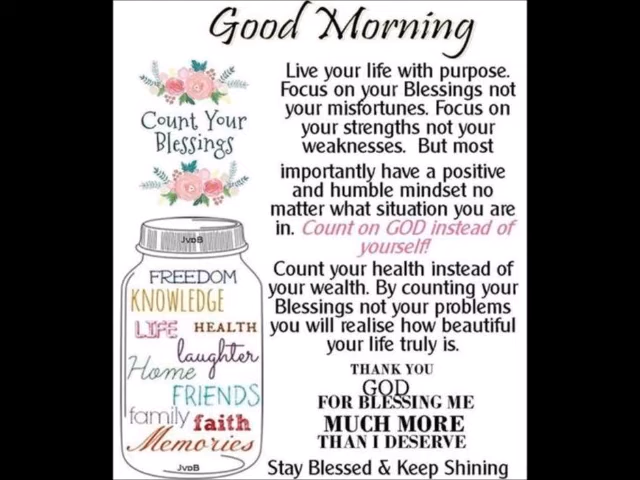 Good Morning
Count Your
Blessings
Live your life with purpose.
Focus on your Blessings not
your misfortunes. Focus on
your strengths not your
weaknesses. But most
importantly have a positive
and humble mindset no
matter what situation you are
in. Count on GOD instead of
yourself!
Count your health instead of
your wealth. By counting your
Blessings not your problems
you will realise how beautiful
your life truly is.
THANK YOU
GOD
FOR BLESSING ME
MUCH MORE
THAN I DESERVE
Stay Blessed & Keep Shining
JvdB
FREEDOM
KNOWLEDGE
LIFE HEALTH
laughter
Home
FRIENDS
family faith
Memories
JvdB